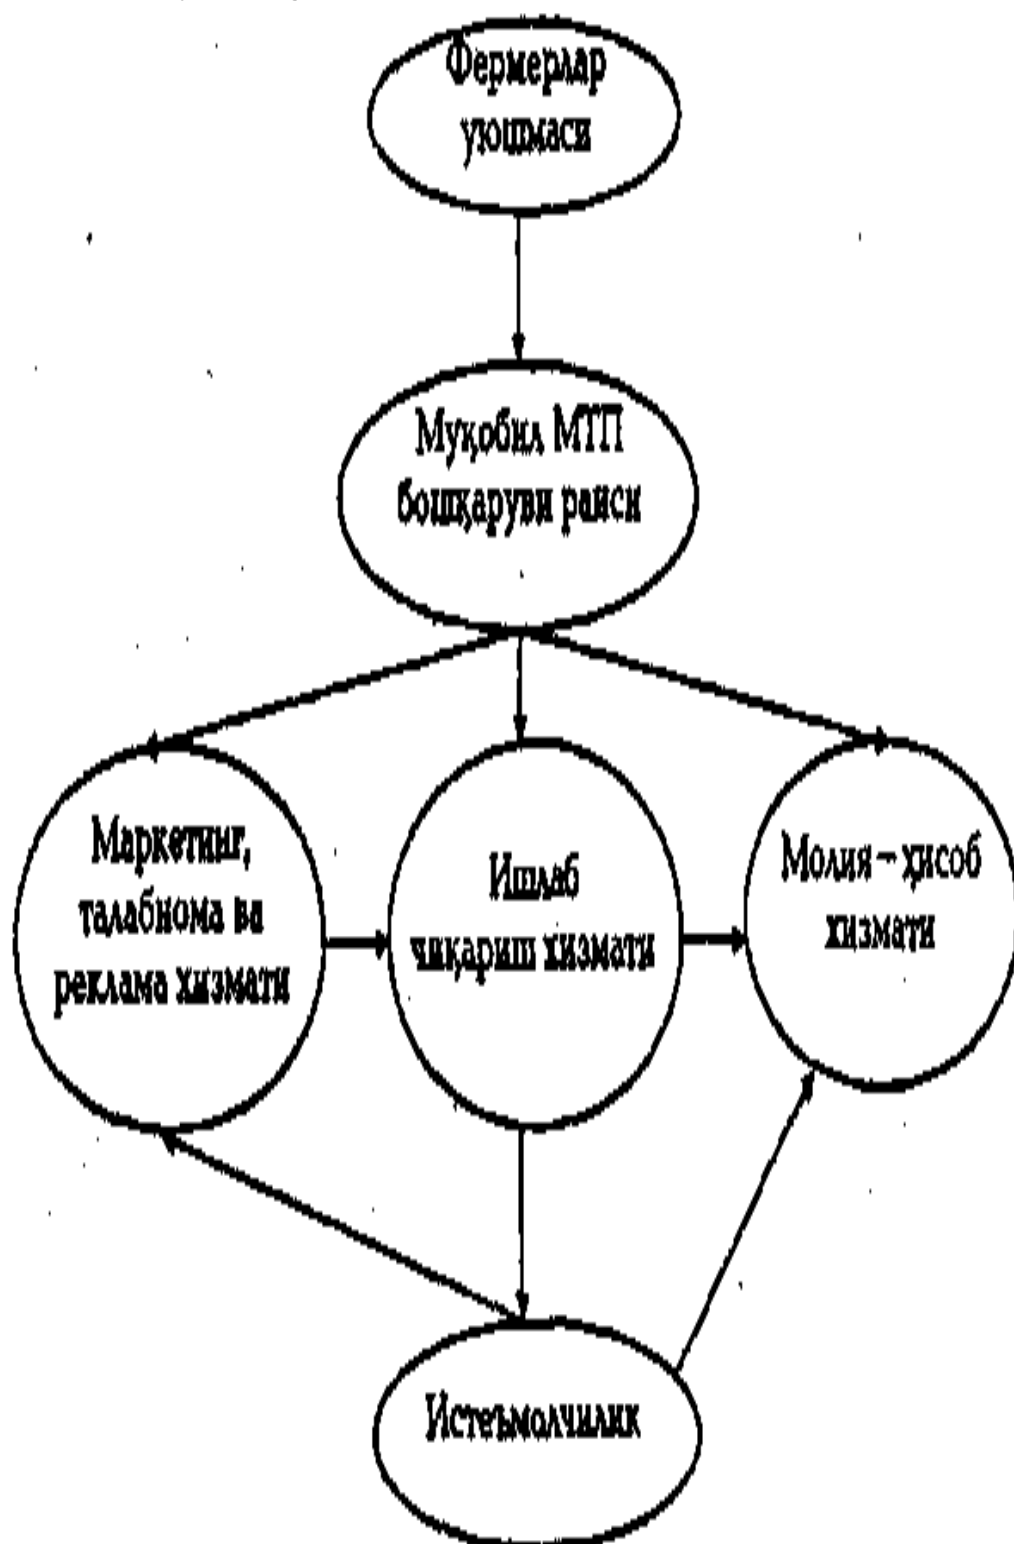 Фермерлар
уюшмаси
Муқобил МТП
бошқаруви раиси
Маркетинг,
талабнома ва
реклама хизмати
Ишлаб
чиқариш хизмати
Молия – ҳисоб
хизмати
Истеъмолчилик